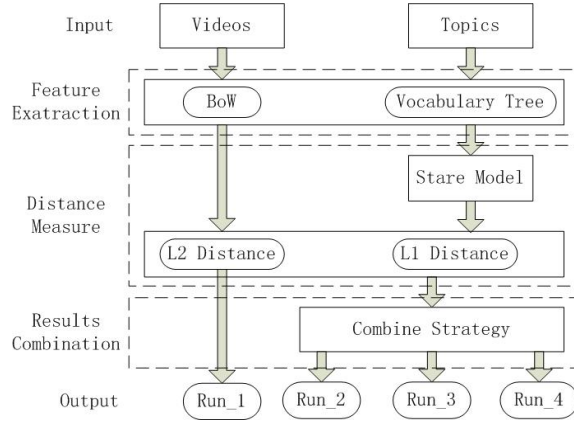 Input
Videos
Topics
Feature
Exatraction
BoW
Vocabulary Tree
Stare Model
Distance
Measure
L2 Distance
L1 Distance
Results
Combination
Combine Strategy
Output
Run_1
Run_2
Run_3
Run_4